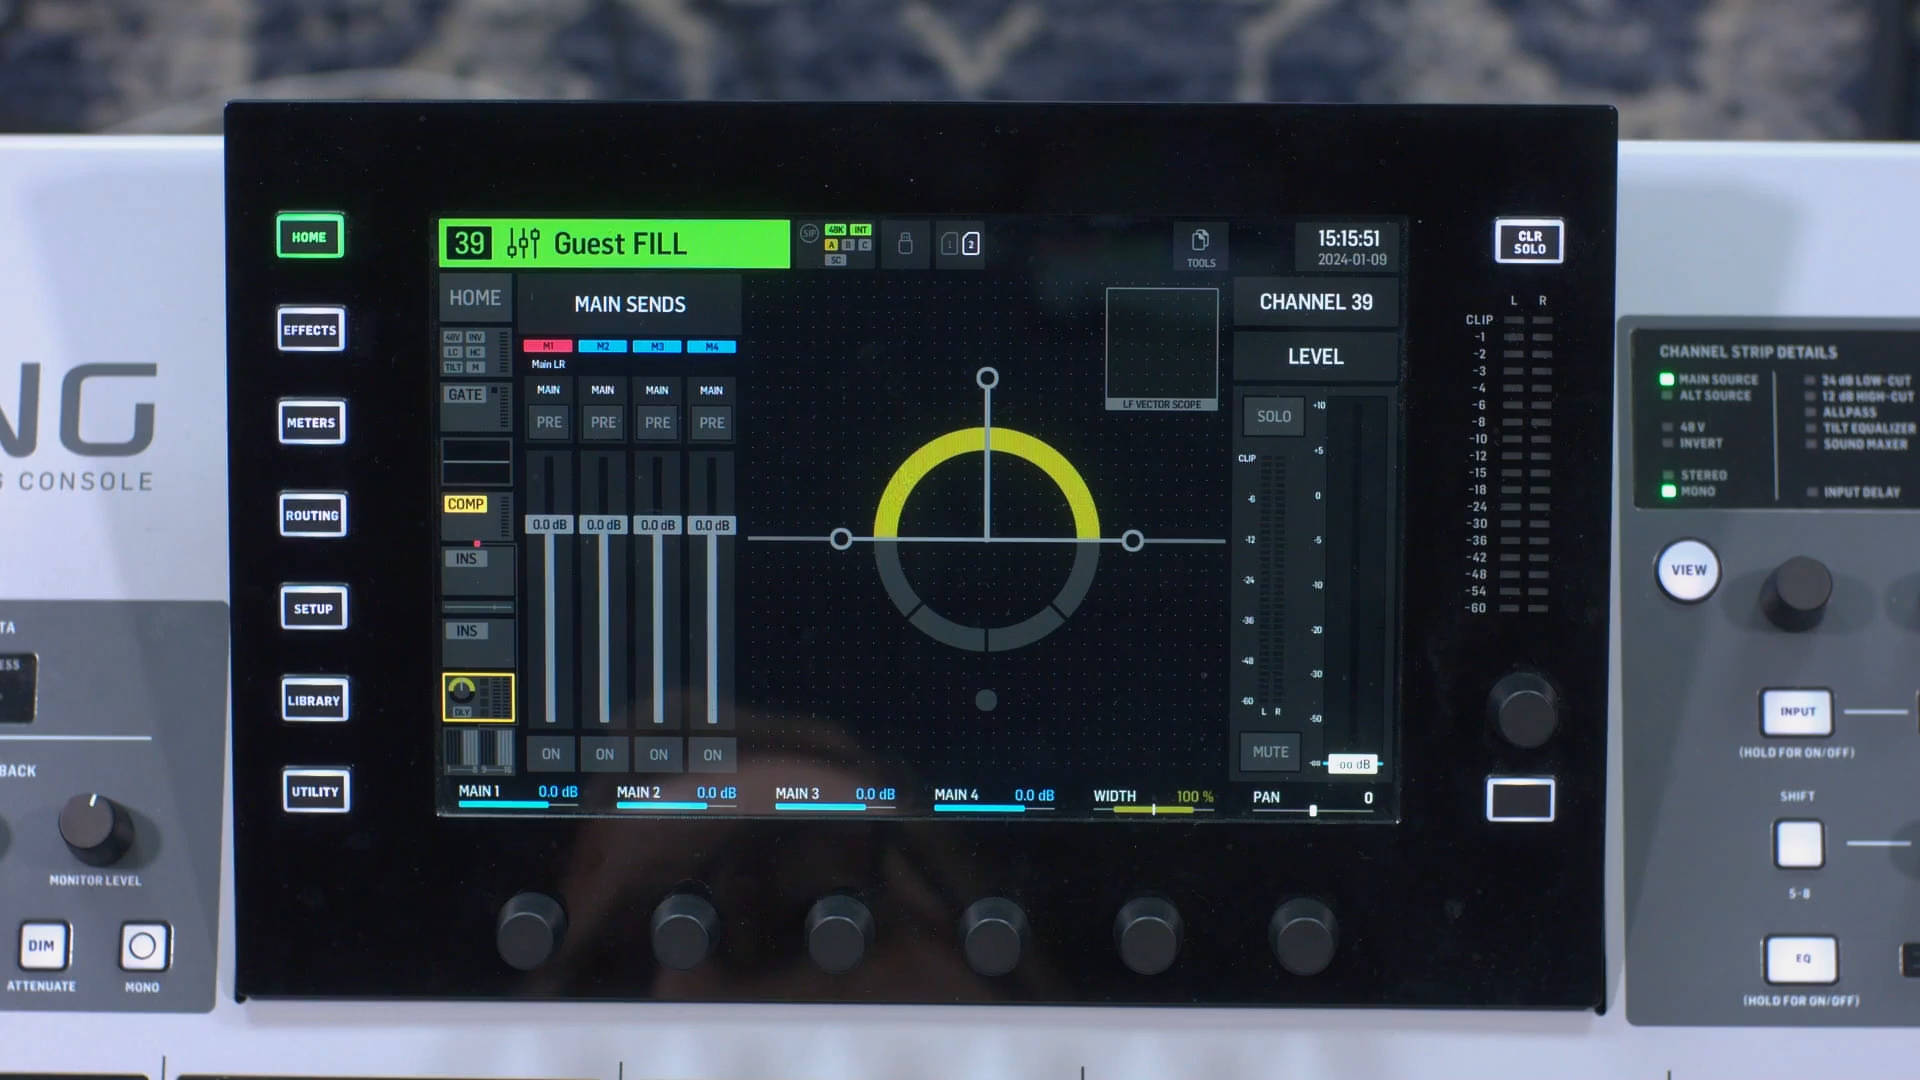 HOME
EFFECTS
METERS
ROUTING
SETUP
LIBRARY
UTILITY
NG
CONSOLE
BACK
MONITOR LEVEL
DIM
ATTENUATE
MONO
39 Guest FILL
SIP
48K INT
A B C
SC
1 2
TOOLS
15:15:51
2024-01-09
HOME
48V INV
LC HC
TILT M
GATE
COMP
INS
INS
DLY
MAIN SENDS
M1 M2 M3 M4
Main LR
MAIN MAIN MAIN MAIN
PRE PRE PRE PRE
0.0 dB 0.0 dB 0.0 dB 0.0 dB
ON ON ON ON
LF VECTOR SCOPE
CHANNEL 39
LEVEL
SOLO
+10
+5
0
-5
-10
-20
-30
-50
-oo
CLIP
-6
-12
-24
-36
-48
-60
L R
MUTE
-oo dB
MAIN 1 0.0 dB
MAIN 2 0.0 dB
MAIN 3 0.0 dB
MAIN 4 0.0 dB
WIDTH 100 %
PAN 0
CLR
SOLO
L R
CLIP
-1
-2
-3
-4
-6
-8
-10
-12
-15
-18
-24
-30
-36
-42
-48
-54
-60
CHANNEL STRIP DETAILS
MAIN SOURCE
ALT SOURCE
48 V
INVERT
STEREO
MONO
24 dB LOW-CUT
12 dB HIGH-CUT
ALLPASS
TILT EQUALIZER
SOUND MAKER
INPUT DELAY
VIEW
INPUT
(HOLD FOR ON/OFF)
SHIFT
5-8
EQ
(HOLD FOR ON/OFF)